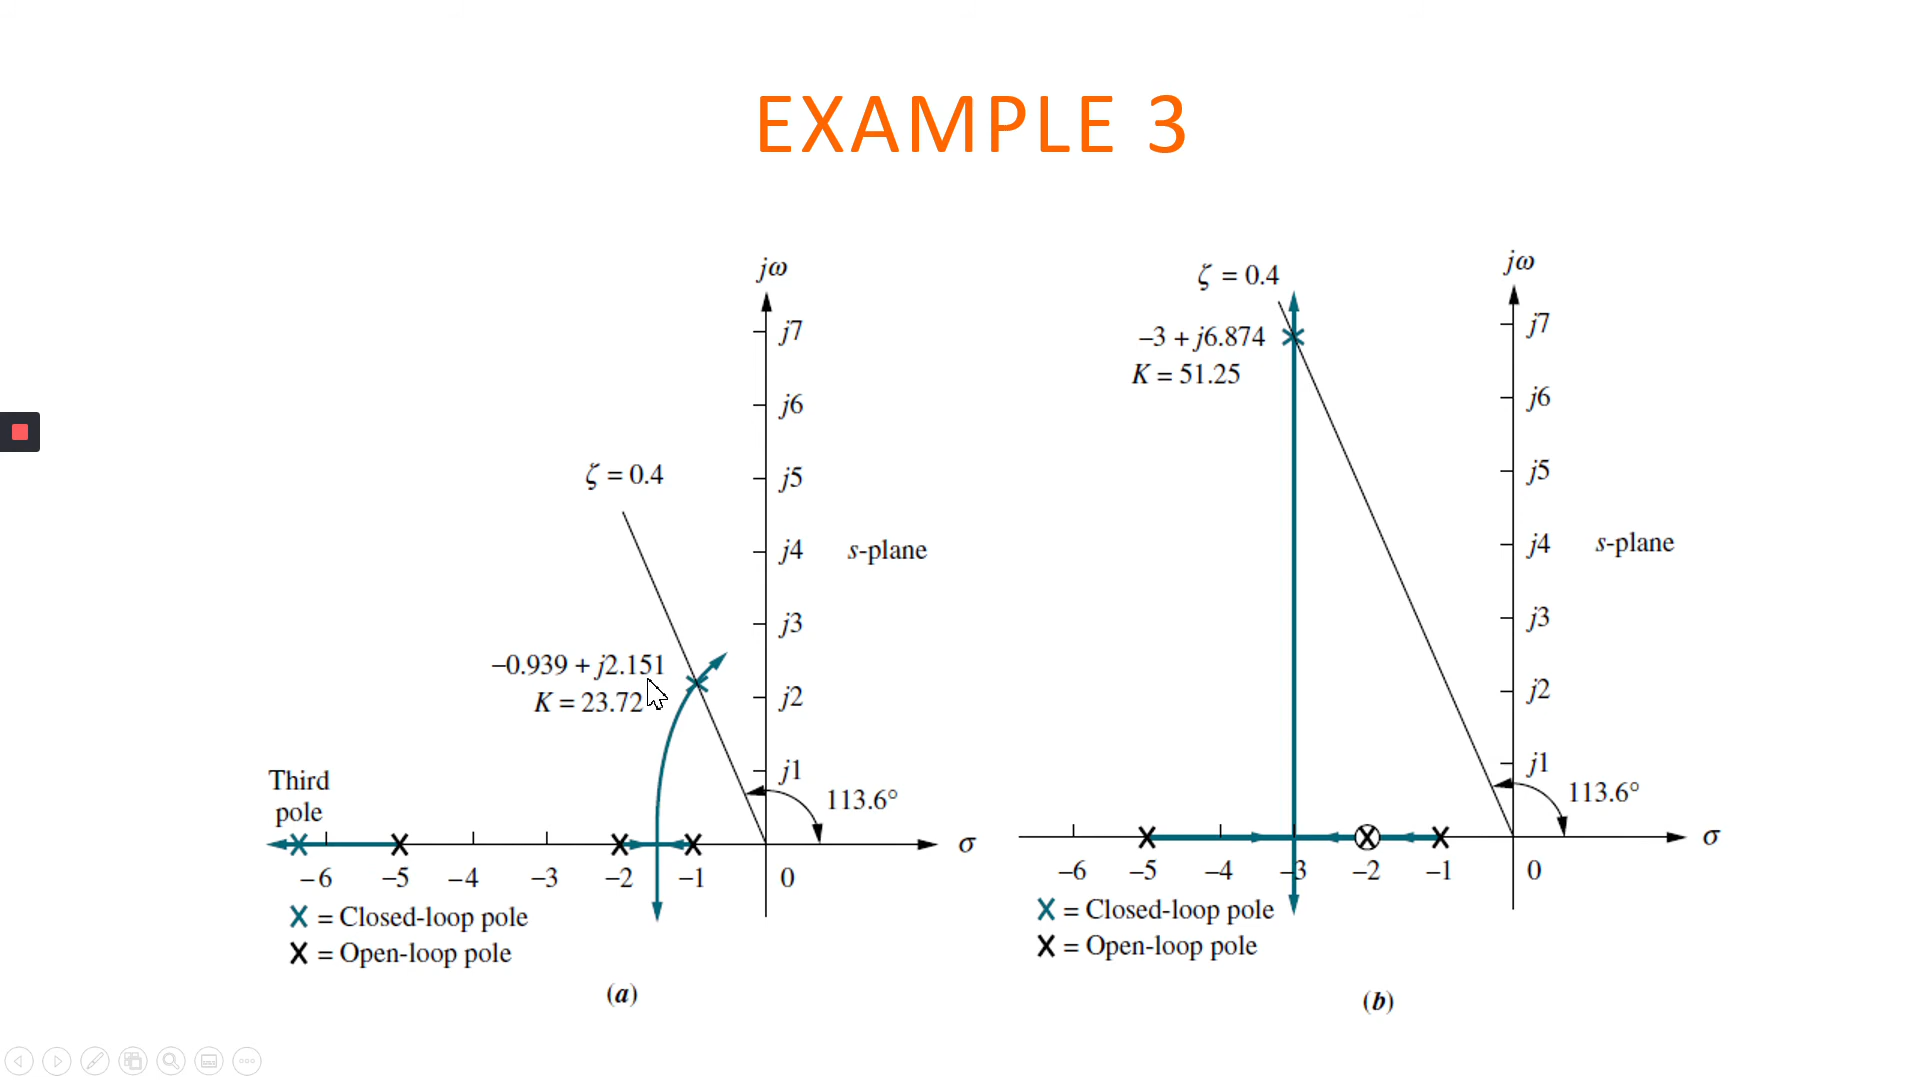 EXAMPLE 3
jω
j7
j6
ζ = 0.4
j5
j4
s-plane
j3
–0.939 + j2.151
K = 23.72
j2
Third
pole
j1
113.6°
σ
–6 –5 –4 –3 –2 –1 0
X = Closed-loop pole
X = Open-loop pole
(a)
jω
ζ = 0.4
–3 + j6.874
j7
K = 51.25
j6
j5
j4
s-plane
j3
j2
j1
113.6°
σ
–6 –5 –4 –3 –2 –1 0
X = Closed-loop pole
X = Open-loop pole
(b)